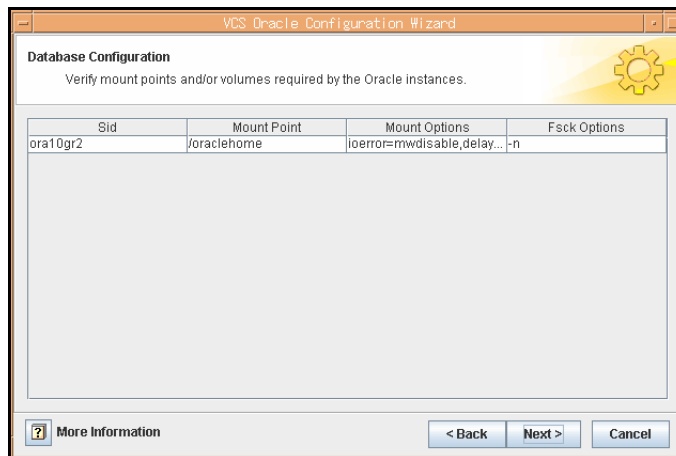 VCS Oracle Configuration Wizard
Database Configuration
Verify mount points and/or volumes required by the Oracle instances.
Sid Mount Point Mount Options Fsck Options
ora10gr2 /oraclehome ioerror=mwdisable,delay... -n
? More Information < Back Next > Cancel